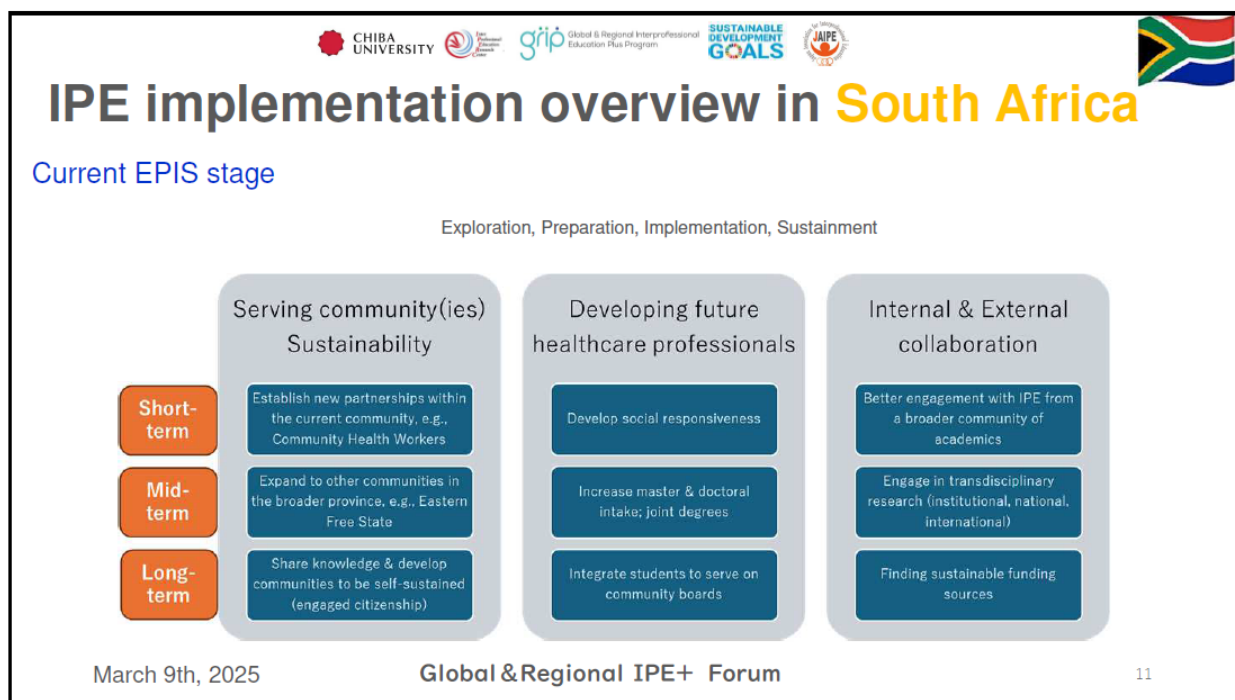 CHIBA
UNIVERSITY
grip
Global & Regional Interprofessional
Education Plus Program
SUSTAINABLE
DEVELOPMENT
GOALS
JAIPE
IPE implementation overview in South Africa
Current EPIS stage
Exploration, Preparation, Implementation, Sustainment
Serving community(ies)
Sustainability
Developing future
healthcare professionals
Internal & External
collaboration
Short-
term
Establish new partnerships within
the current community, e.g.,
Community Health Workers
Develop social responsiveness
Better engagement with IPE from
a broader community of
academics
Mid-
term
Expand to other communities in
the broader province, e.g., Eastern
Free State
Increase master & doctoral
intake; joint degrees
Engage in transdisciplinary
research (institutional, national,
international)
Long-
term
Share knowledge & develop
communities to be self-sustained
(engaged citizenship)
Integrate students to serve on
community boards
Finding sustainable funding
sources
March 9th, 2025
Global & Regional IPE+ Forum
11